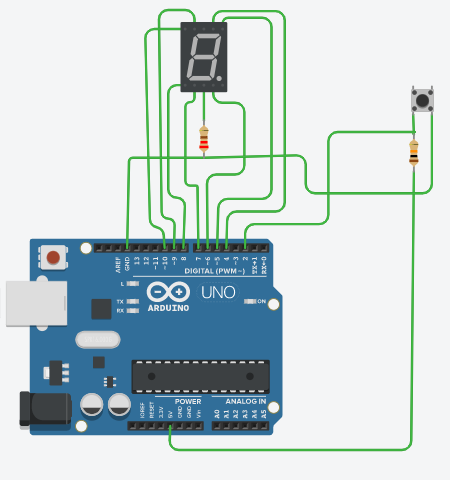 AREF
GND
13
12
~11
~10
~9
8
7
~6
~5
4
~3
2
TX→1
RX←0
DIGITAL (PWM~)
L
TX
RX
UNO
ARDUINO
ON
POWER
ANALOG IN
IOREF
RESET
3.3V
5V
GND
GND
Vin
A0
A1
A2
A3
A4
A5